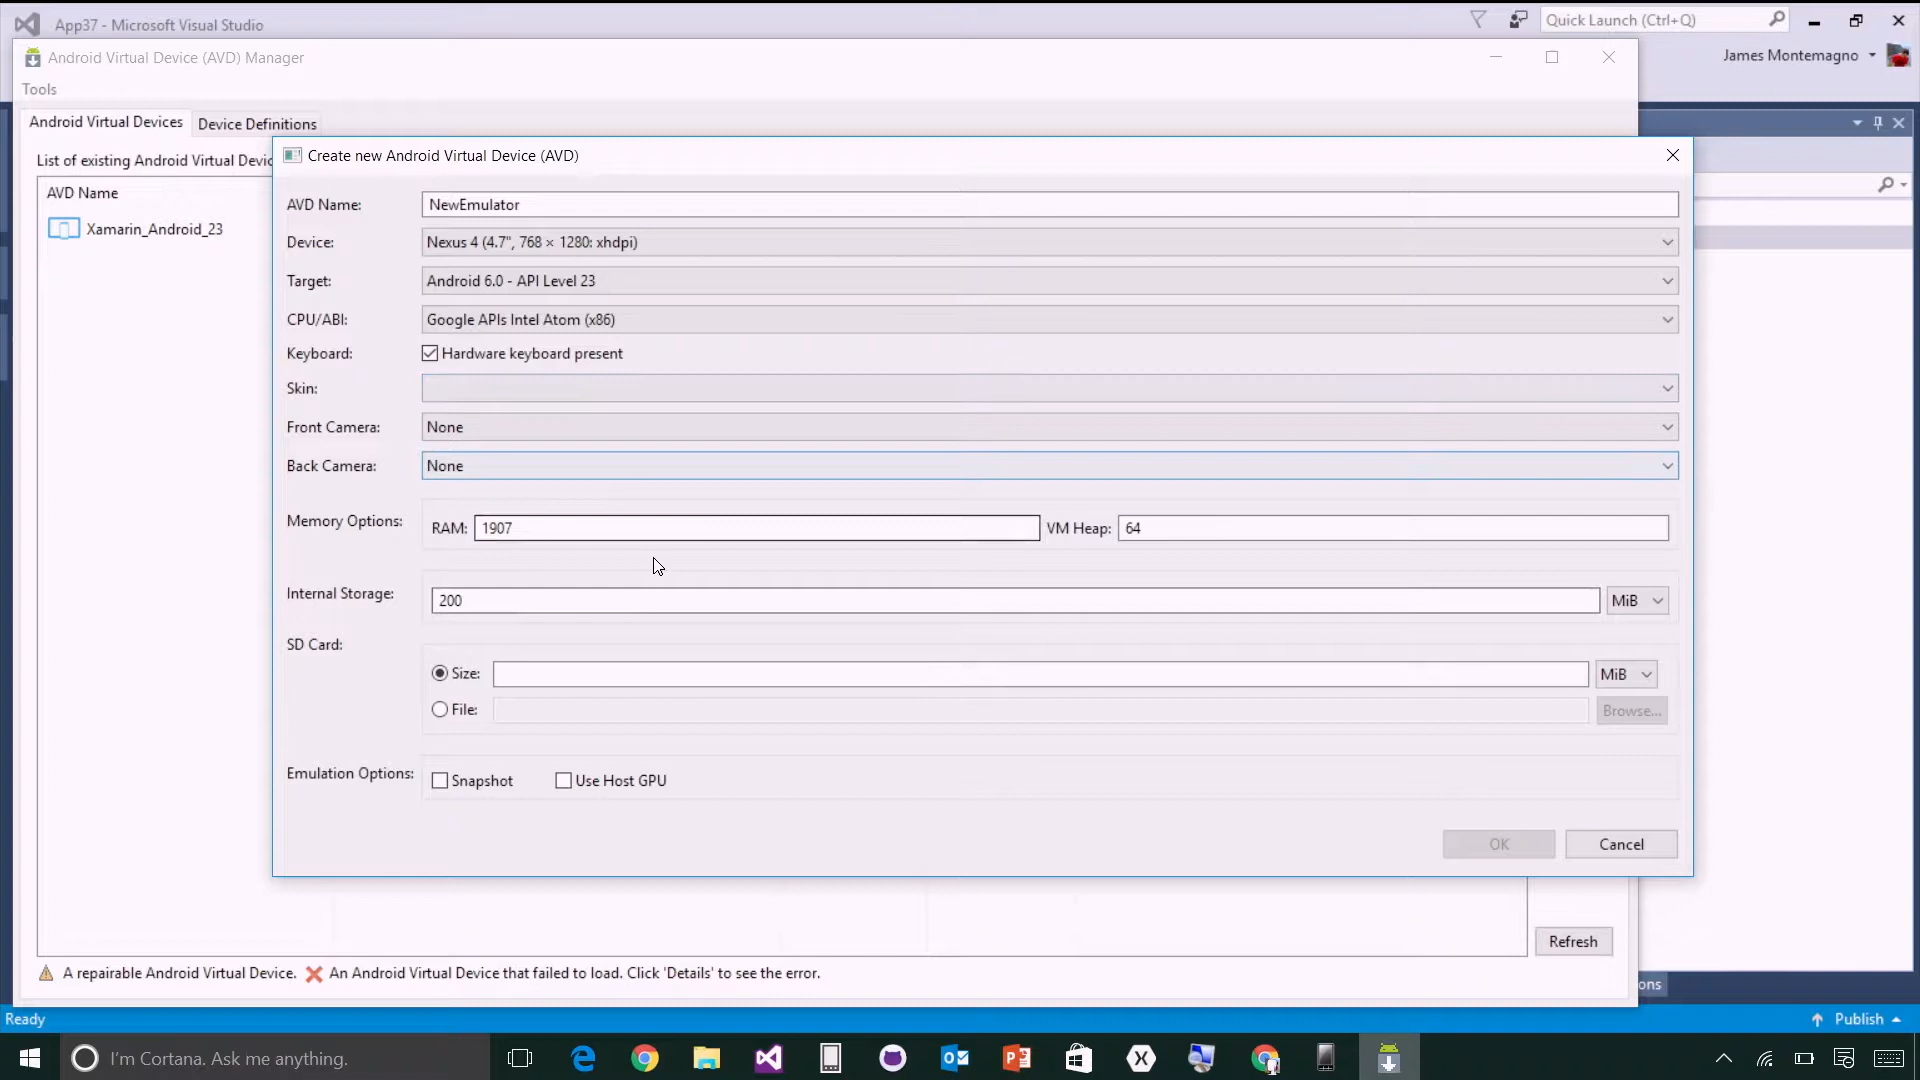 App37 - Microsoft Visual Studio
Quick Launch (Ctrl+Q)
Android Virtual Device (AVD) Manager
James Montemagno
Tools
Android Virtual Devices
Device Definitions
List of existing Android Virtual Devic
Create new Android Virtual Device (AVD)
AVD Name
Xamarin_Android_23
AVD Name: NewEmulator
Device: Nexus 4 (4.7", 768 × 1280: xhdpi)
Target: Android 6.0 - API Level 23
CPU/ABI: Google APIs Intel Atom (x86)
Keyboard: Hardware keyboard present
Skin:
Front Camera: None
Back Camera: None
Memory Options: RAM: 1907 VM Heap: 64
Internal Storage: 200 MiB
SD Card:
Size: MiB
File: Browse...
Emulation Options: Snapshot Use Host GPU
OK Cancel
Refresh
A repairable Android Virtual Device. An Android Virtual Device that failed to load. Click 'Details' to see the error.
ons
Ready
Publish
I'm Cortana. Ask me anything.